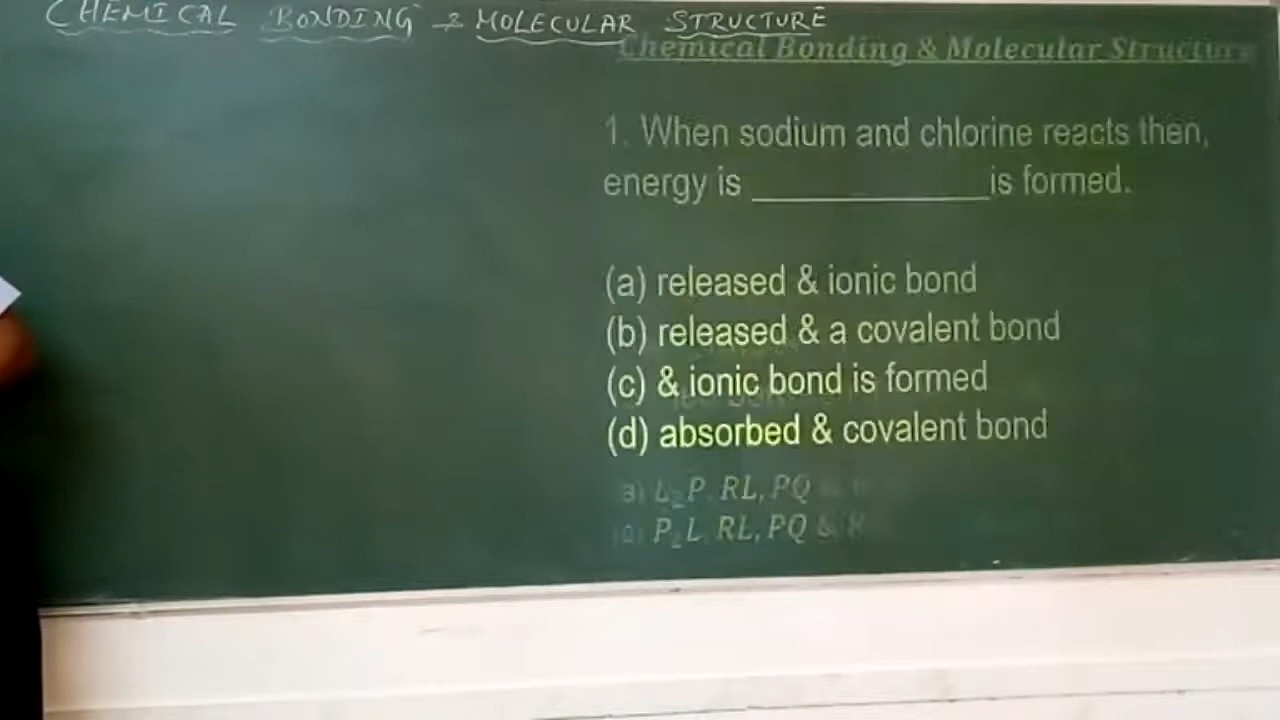 CHEMICAL BONDING & MOLECULAR STRUCTURE
Chemical Bonding & Molecular Structure
1. When sodium and chlorine reacts then,
energy is ______________ is formed.
(a) released & ionic bond
(b) released & a covalent bond
(c) & ionic bond is formed
(d) absorbed & covalent bond
L₂P, RL, PQ
P₂L, RL, PQ & R